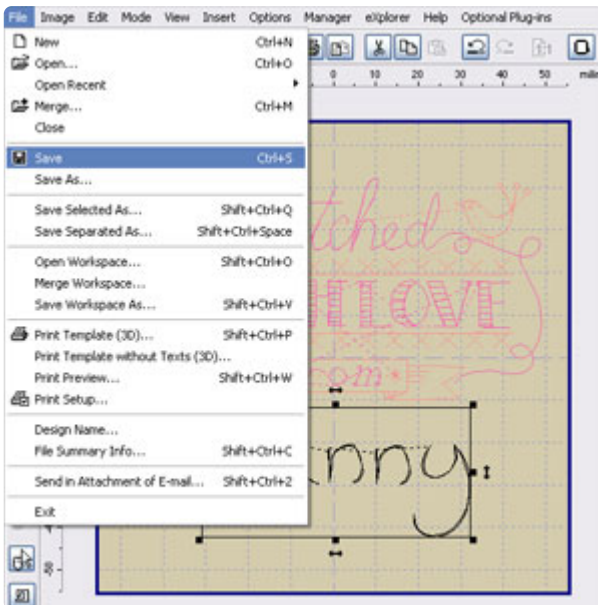 File Image Edit Mode View Insert Options Manager eXplorer Help Optional Plug-ins
New Ctrl+N
Open... Ctrl+O
Open Recent
Merge... Ctrl+M
Close
Save Ctrl+S
Save As...
Save Selected As... Shift+Ctrl+Q
Save Separated As... Shift+Ctrl+Space
Open Workspace... Shift+Ctrl+O
Merge Workspace...
Save Workspace As... Shift+Ctrl+V
Print Template (3D)... Shift+Ctrl+P
Print Template without Texts (3D)...
Print Preview... Shift+Ctrl+W
Print Setup...
Design Name...
File Summary Info... Shift+Ctrl+C
Send in Attachment of E-mail... Shift+Ctrl+2
Exit
0 10 20 30 40 50
tched
H LOVE
om*
nny
-50